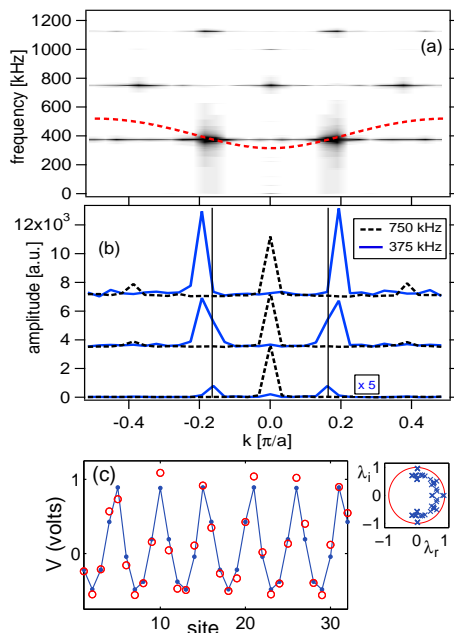 1200
1000
800
600
400
200
0
frequency [kHz]
(a)
12x10³
10
8
6
4
2
0
amplitude [a.u.]
(b)
750 kHz
375 kHz
x 5
-0.4
-0.2
0.0
0.2
0.4
k [π/a]
(c)
1
0
V (volts)
10
20
30
site
λi
1
0
−1
−1
0
1
λr